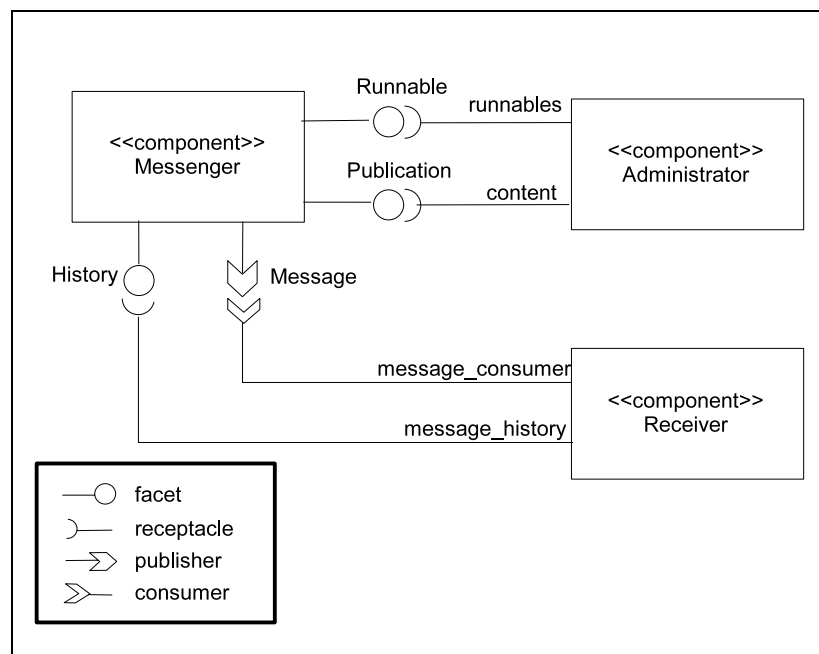 Runnable
runnables
<<component>>
Messenger
<<component>>
Administrator
Publication
content
History
Message
message_consumer
<<component>>
Receiver
message_history
facet
receptacle
publisher
consumer